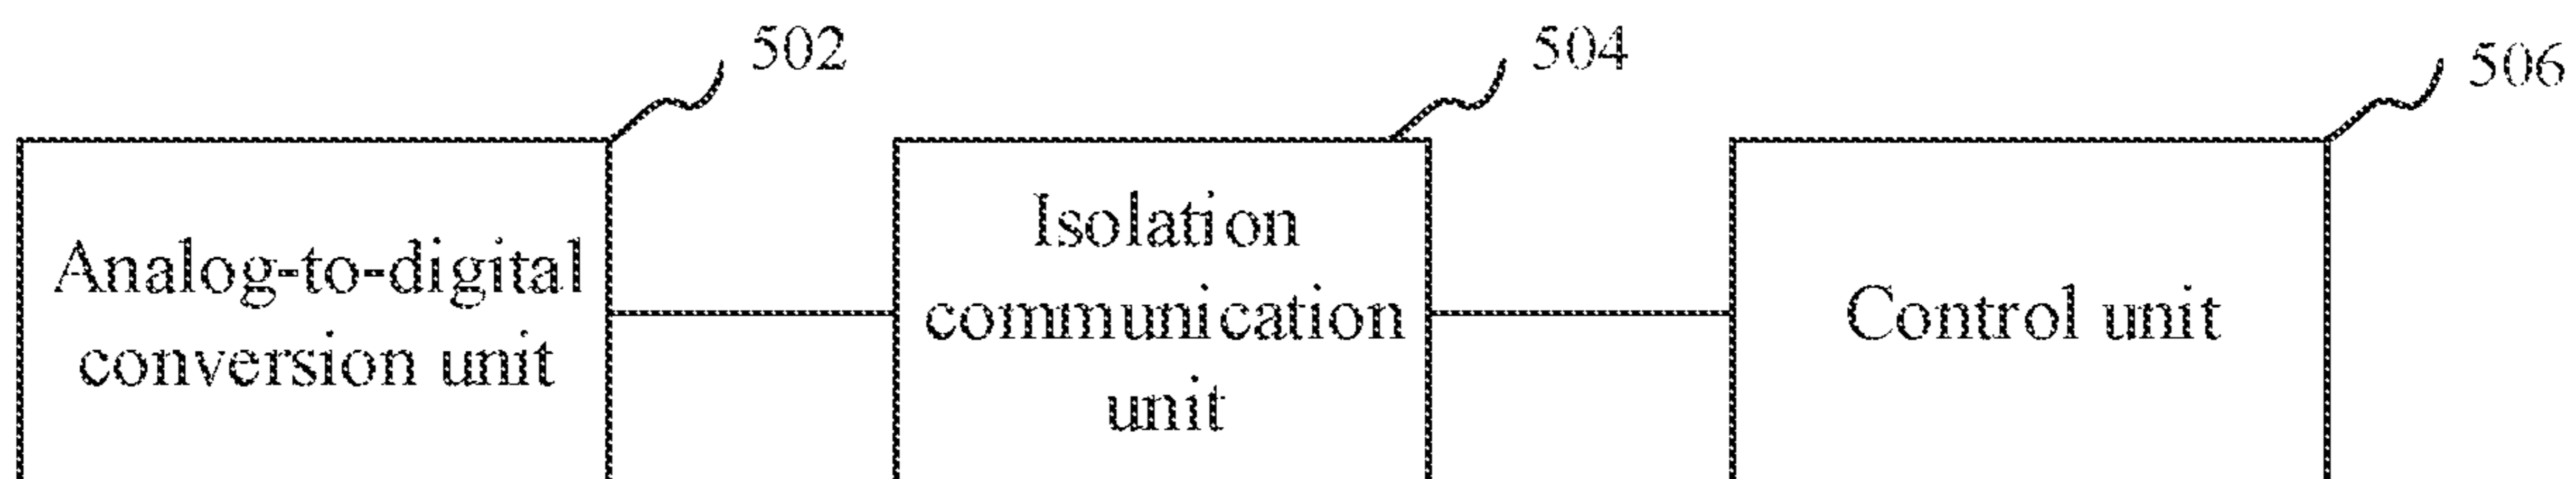 502
504
506
Analog-to-digital
conversion unit
Isolation
communication
unit
Control unit